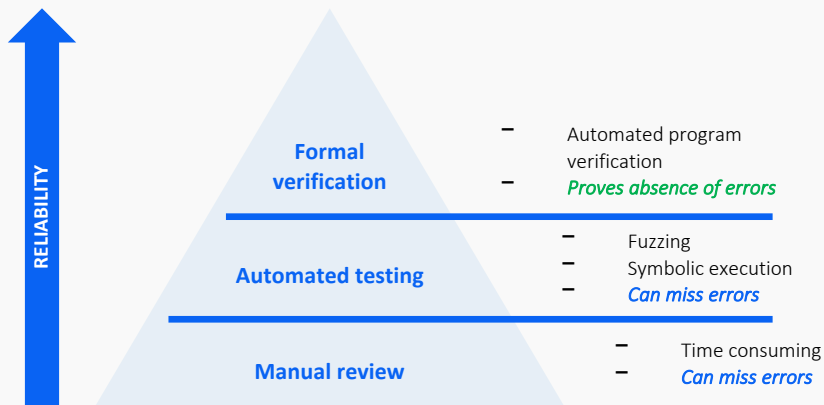 RELIABILITY
Formal
verification
- Automated program
verification
- Proves absence of errors
Automated testing
- Fuzzing
- Symbolic execution
- Can miss errors
Manual review
- Time consuming
- Can miss errors